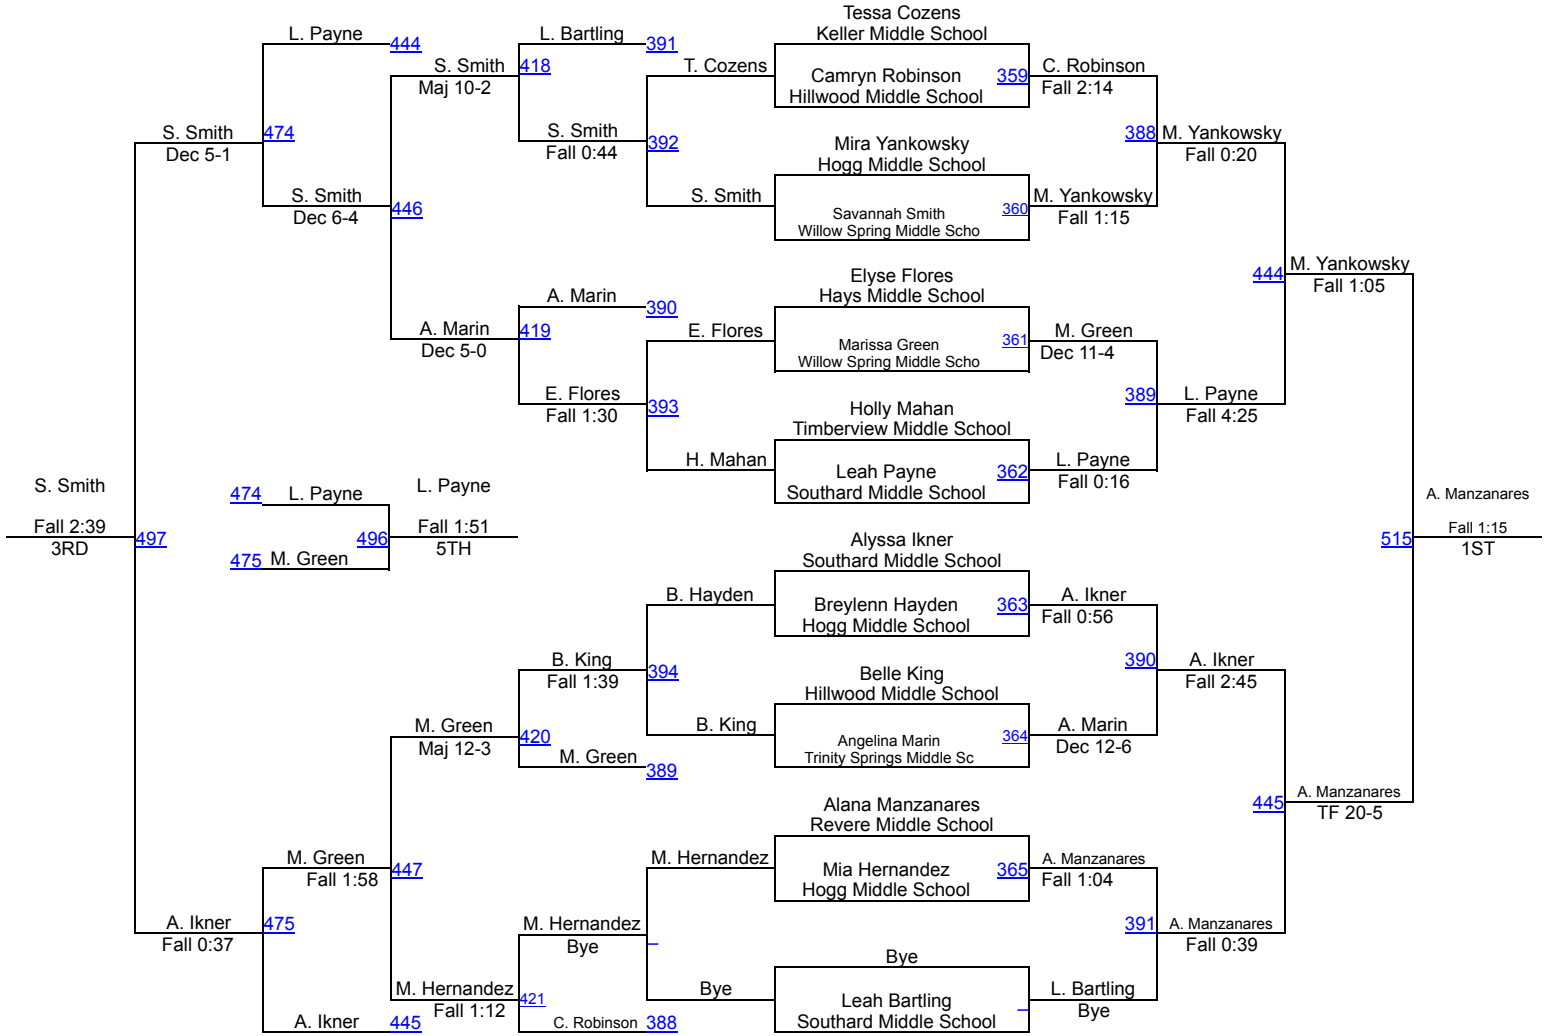 Tessa Cozens
Keller Middle School
L. Payne 444
L. Bartling 391
S. Smith 418
Maj 10-2
T. Cozens
Camryn Robinson 359
Hillwood Middle School
C. Robinson
Fall 2:14
S. Smith 474
Dec 5-1
S. Smith
Fall 0:44
392
Mira Yankowsky
Hogg Middle School
388 M. Yankowsky
Fall 0:20
S. Smith
Dec 6-4
446
S. Smith
Savannah Smith 360
Willow Spring Middle Scho
M. Yankowsky
Fall 1:15
Elyse Flores
Hays Middle School
444 M. Yankowsky
Fall 1:05
A. Marin 390
A. Marin 419
Dec 5-0
E. Flores
Marissa Green 361
Willow Spring Middle Scho
M. Green
Dec 11-4
E. Flores
Fall 1:30
393
Holly Mahan
Timberview Middle School
389 L. Payne
Fall 4:25
H. Mahan
Leah Payne 362
Southard Middle School
L. Payne
Fall 0:16
S. Smith
Fall 2:39
3RD
497
474 L. Payne
475 M. Green
496
L. Payne
Fall 1:51
5TH
A. Manzanares
515 Fall 1:15
1ST
Alyssa Ikner
Southard Middle School
B. Hayden
Breylenn Hayden 363
Hogg Middle School
A. Ikner
Fall 0:56
B. King
Fall 1:39
394
Belle King
Hillwood Middle School
390 A. Ikner
Fall 2:45
M. Green
Maj 12-3
420
M. Green 389
B. King
Angelina Marin 364
Trinity Springs Middle Sc
A. Marin
Dec 12-6
Alana Manzanares
Revere Middle School
445 A. Manzanares
TF 20-5
M. Green
Fall 1:58
447
M. Hernandez
Mia Hernandez 365
Hogg Middle School
A. Manzanares
Fall 1:04
A. Ikner 475
Fall 0:37
M. Hernandez
Bye
391 A. Manzanares
Fall 0:39
Bye
M. Hernandez
Fall 1:12
421
Bye
Leah Bartling
Southard Middle School
L. Bartling
Bye
A. Ikner 445
C. Robinson 388